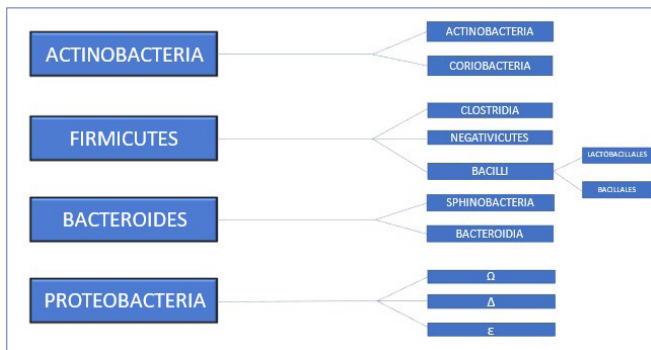 ACTINOBACTERIA
ACTINOBACTERIA
CORIOBACTERIA
FIRMICUTES
CLOSTRIDIA
NEGATIVICUTES
BACILLI
LACTOBACILLALES
BACILLALES
BACTEROIDES
SPHINOBACTERIA
BACTEROIDIA
PROTEOBACTERIA
Ω
Δ
ε